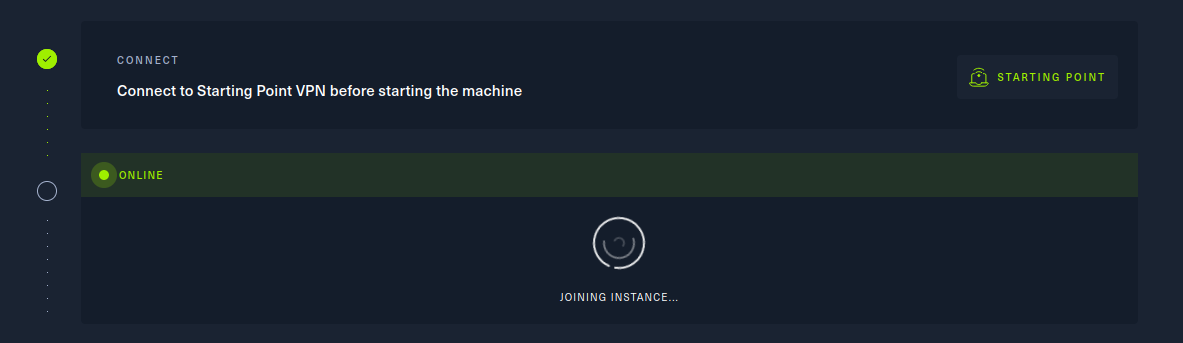 CONNECT
Connect to Starting Point VPN before starting the machine
STARTING POINT
ONLINE
JOINING INSTANCE...